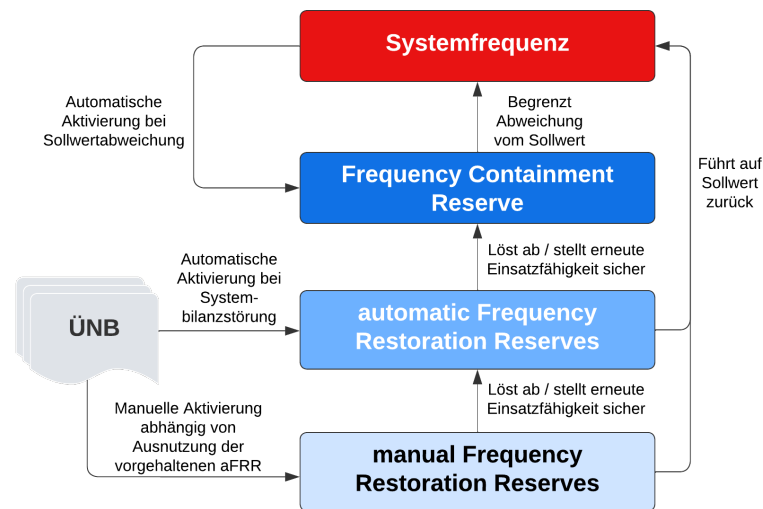 Systemfrequenz
Automatische
Aktivierung bei
Sollwertabweichung
Begrenzt
Abweichung
vom Sollwert
Führt auf
Sollwert
zurück
Frequency Containment
Reserve
Löst ab / stellt erneute
Einsatzfähigkeit sicher
Automatische
Aktivierung bei
System-
bilanzstörung
ÜNB
automatic Frequency
Restoration Reserves
Löst ab / stellt erneute
Einsatzfähigkeit sicher
Manuelle Aktivierung
abhängig von
Ausnutzung der
vorgehaltenen aFRR
manual Frequency
Restoration Reserves